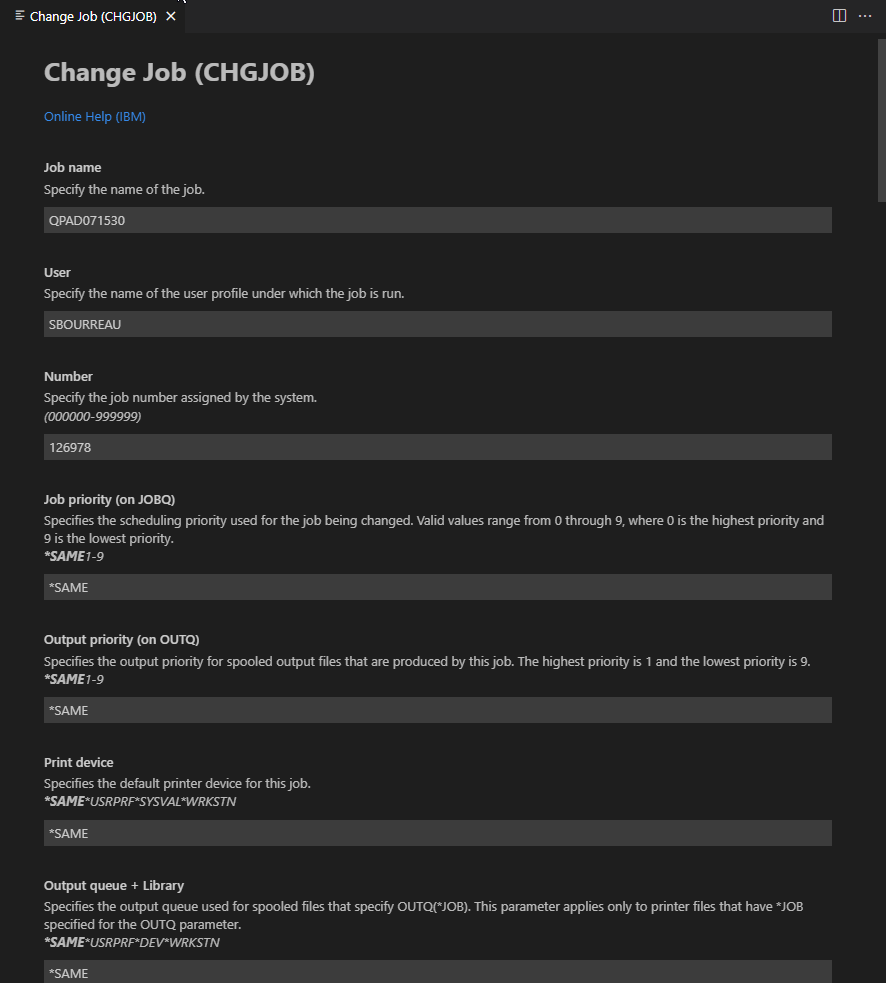 Change Job (CHGJOB)
Change Job (CHGJOB)
Online Help (IBM)
Job name
Specify the name of the job.
QPAD071530
User
Specify the name of the user profile under which the job is run.
SBOURREAU
Number
Specify the job number assigned by the system.
(000000-999999)
126978
Job priority (on JOBQ)
Specifies the scheduling priority used for the job being changed. Valid values range from 0 through 9, where 0 is the highest priority and
9 is the lowest priority.
*SAME1-9
*SAME
Output priority (on OUTQ)
Specifies the output priority for spooled output files that are produced by this job. The highest priority is 1 and the lowest priority is 9.
*SAME1-9
*SAME
Print device
Specifies the default printer device for this job.
*SAME*USRPRF*SYSVAL*WRKSTN
*SAME
Output queue + Library
Specifies the output queue used for spooled files that specify OUTQ(*JOB). This parameter applies only to printer files that have *JOB
specified for the OUTQ parameter.
*SAME*USRPRF*DEV*WRKSTN
*SAME